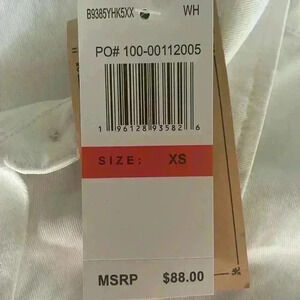 B9385YHK5XX WH
PO# 100-00112005
1 96128 93582 6
SIZE: XS
MSRP $88.00